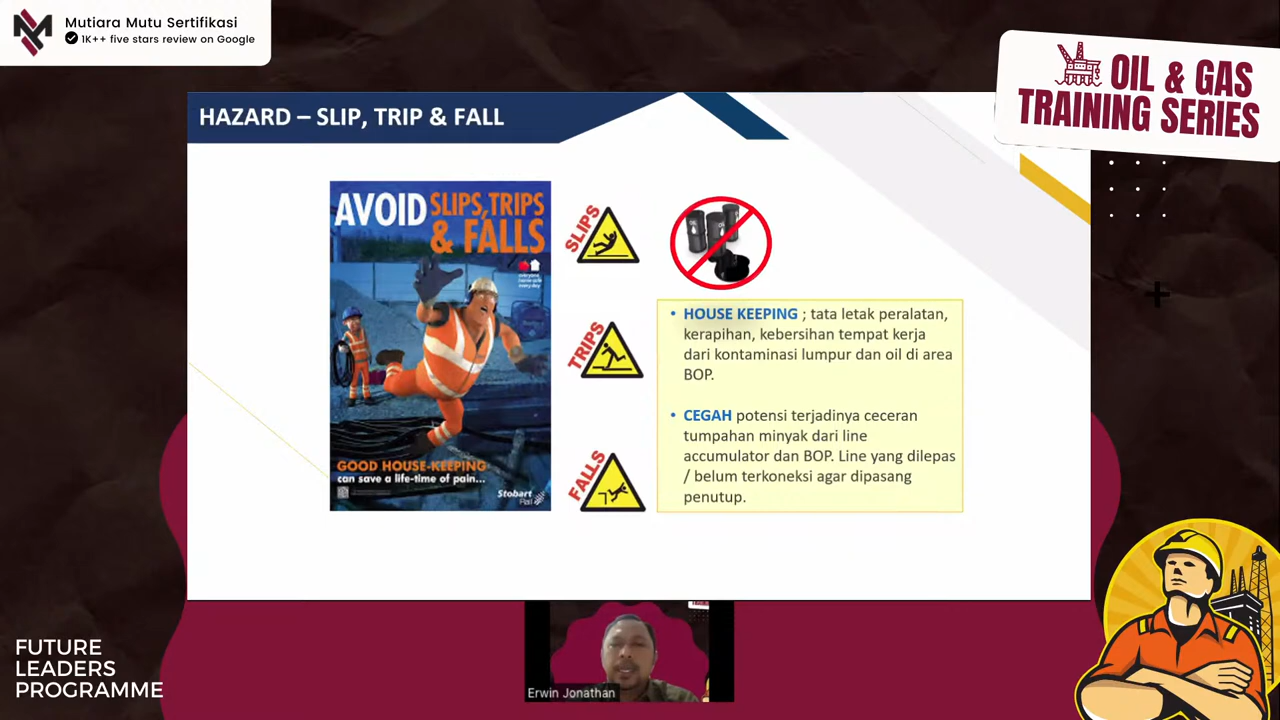 Mutiara Mutu Sertifikasi
1K++ five stars review on Google
OIL & GAS
TRAINING SERIES
HAZARD – SLIP, TRIP & FALL
AVOID SLIPS, TRIPS
& FALLS
GOOD HOUSE-KEEPING
can save a life-time of pain...
Stobart
Rail
SLIPS
TRIPS
FALLS
• HOUSE KEEPING ; tata letak peralatan,
kerapihan, kebersihan tempat kerja
dari kontaminasi lumpur dan oil di area
BOP.
• CEGAH potensi terjadinya ceceran
tumpahan minyak dari line
accumulator dan BOP. Line yang dilepas
/ belum terkoneksi agar dipasang
penutup.
FUTURE
LEADERS
PROGRAMME
Erwin Jonathan